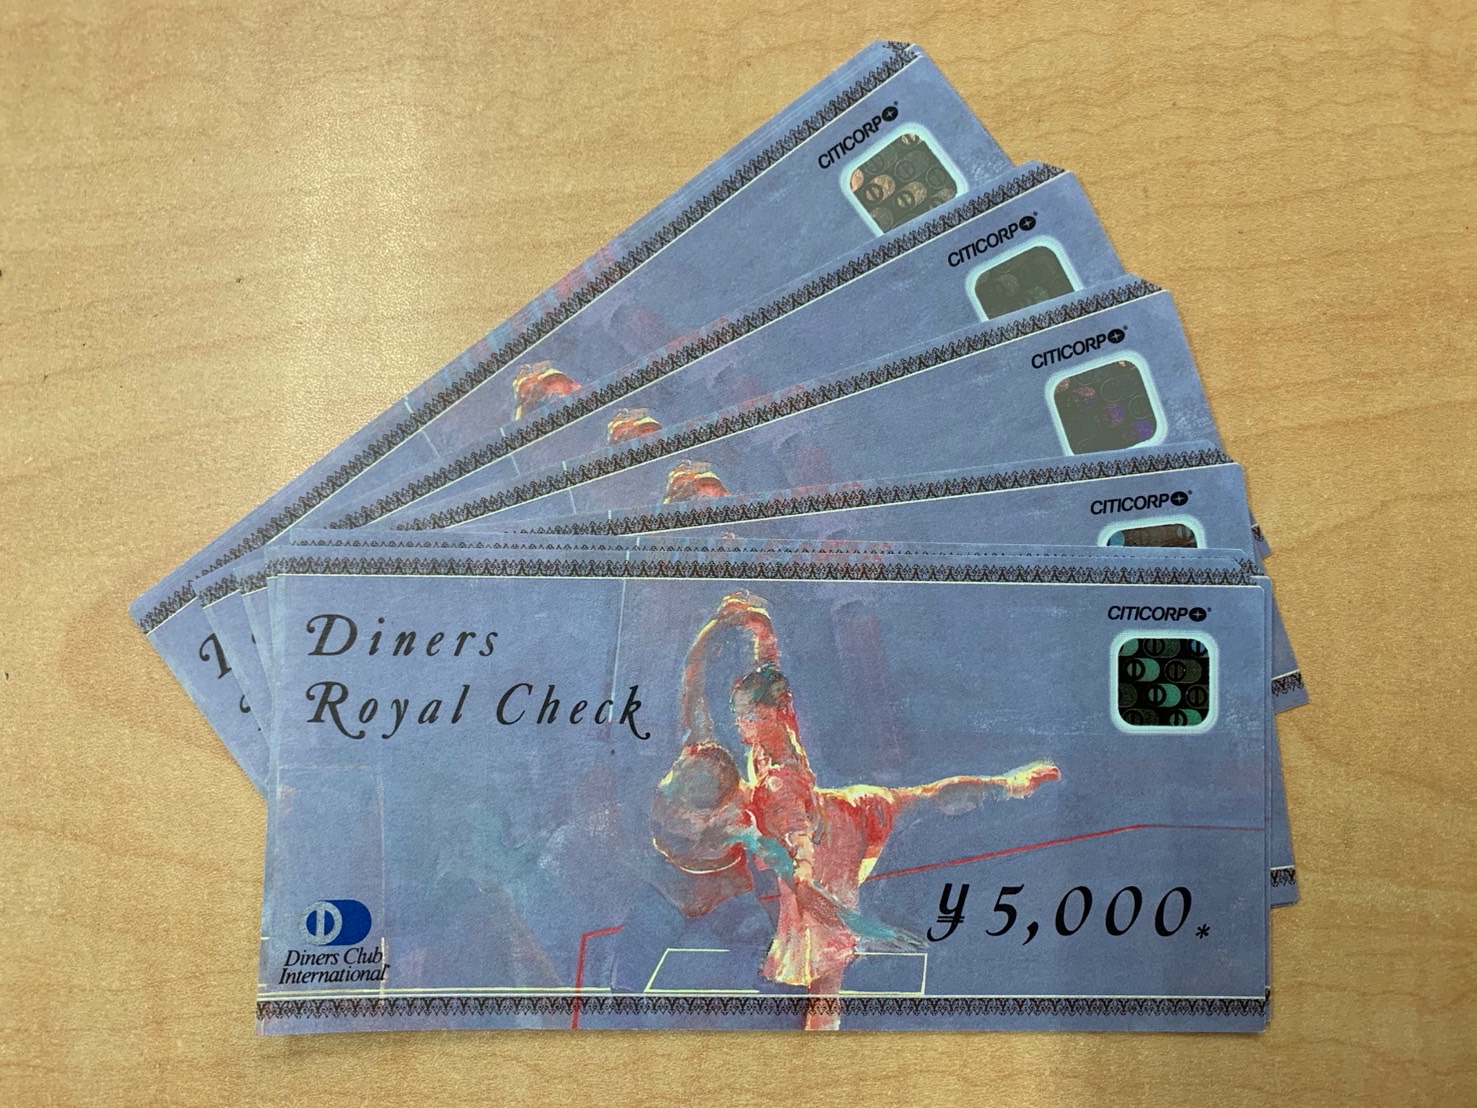 CITICORP
CITICORP
CITICORP
CITICORP
Diners
Royal Check
CITICORP
¥5,000*
Diners Club
International